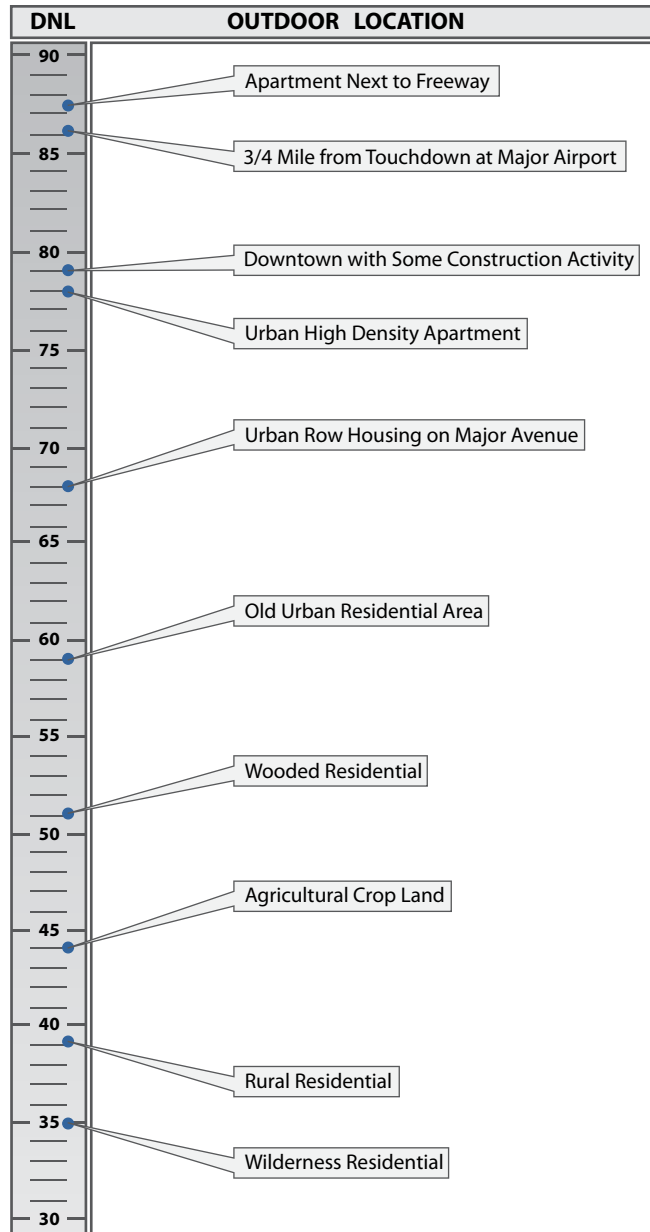 DNL OUTDOOR LOCATION
90
Apartment Next to Freeway
85
3/4 Mile from Touchdown at Major Airport
80
Downtown with Some Construction Activity
Urban High Density Apartment
75
Urban Row Housing on Major Avenue
70
65
Old Urban Residential Area
60
55
Wooded Residential
50
Agricultural Crop Land
45
40
Rural Residential
35
Wilderness Residential
30